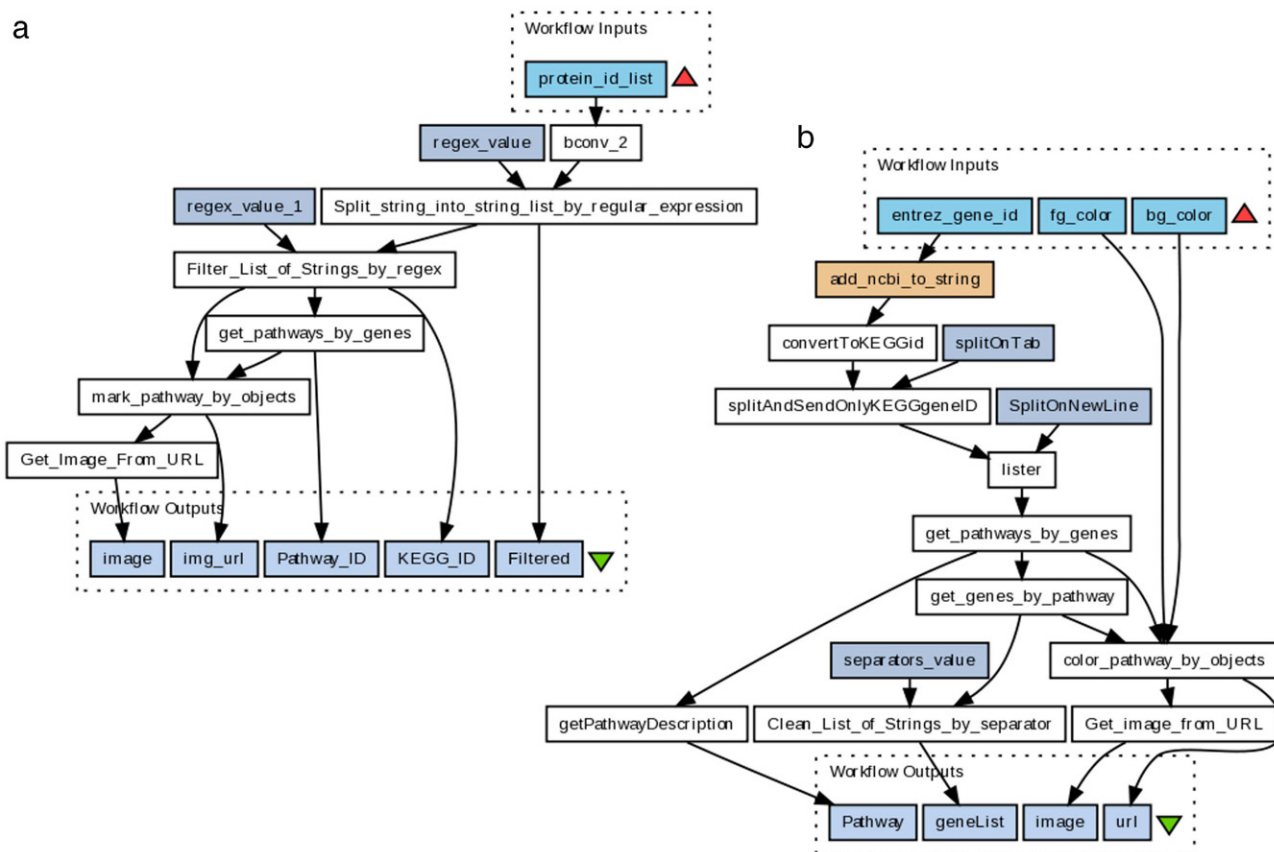 a
Workflow Inputs
protein_id_list
regex_value
bconv_2
regex_value_1
Split_string_into_string_list_by_regular_expression
Filter_List_of_Strings_by_regex
get_pathways_by_genes
mark_pathway_by_objects
Get_Image_From_URL
Workflow Outputs
image
img_url
Pathway_ID
KEGG_ID
Filtered
b
Workflow Inputs
entrez_gene_id
fg_color
bg_color
add_ncbi_to_string
convertToKEGGid
splitOnTab
splitAndSendOnlyKEGGgeneID
SplitOnNewLine
lister
get_pathways_by_genes
get_genes_by_pathway
separators_value
color_pathway_by_objects
getPathwayDescription
Clean_List_of_Strings_by_separator
Get_image_from_URL
Workflow Outputs
Pathway
geneList
image
url